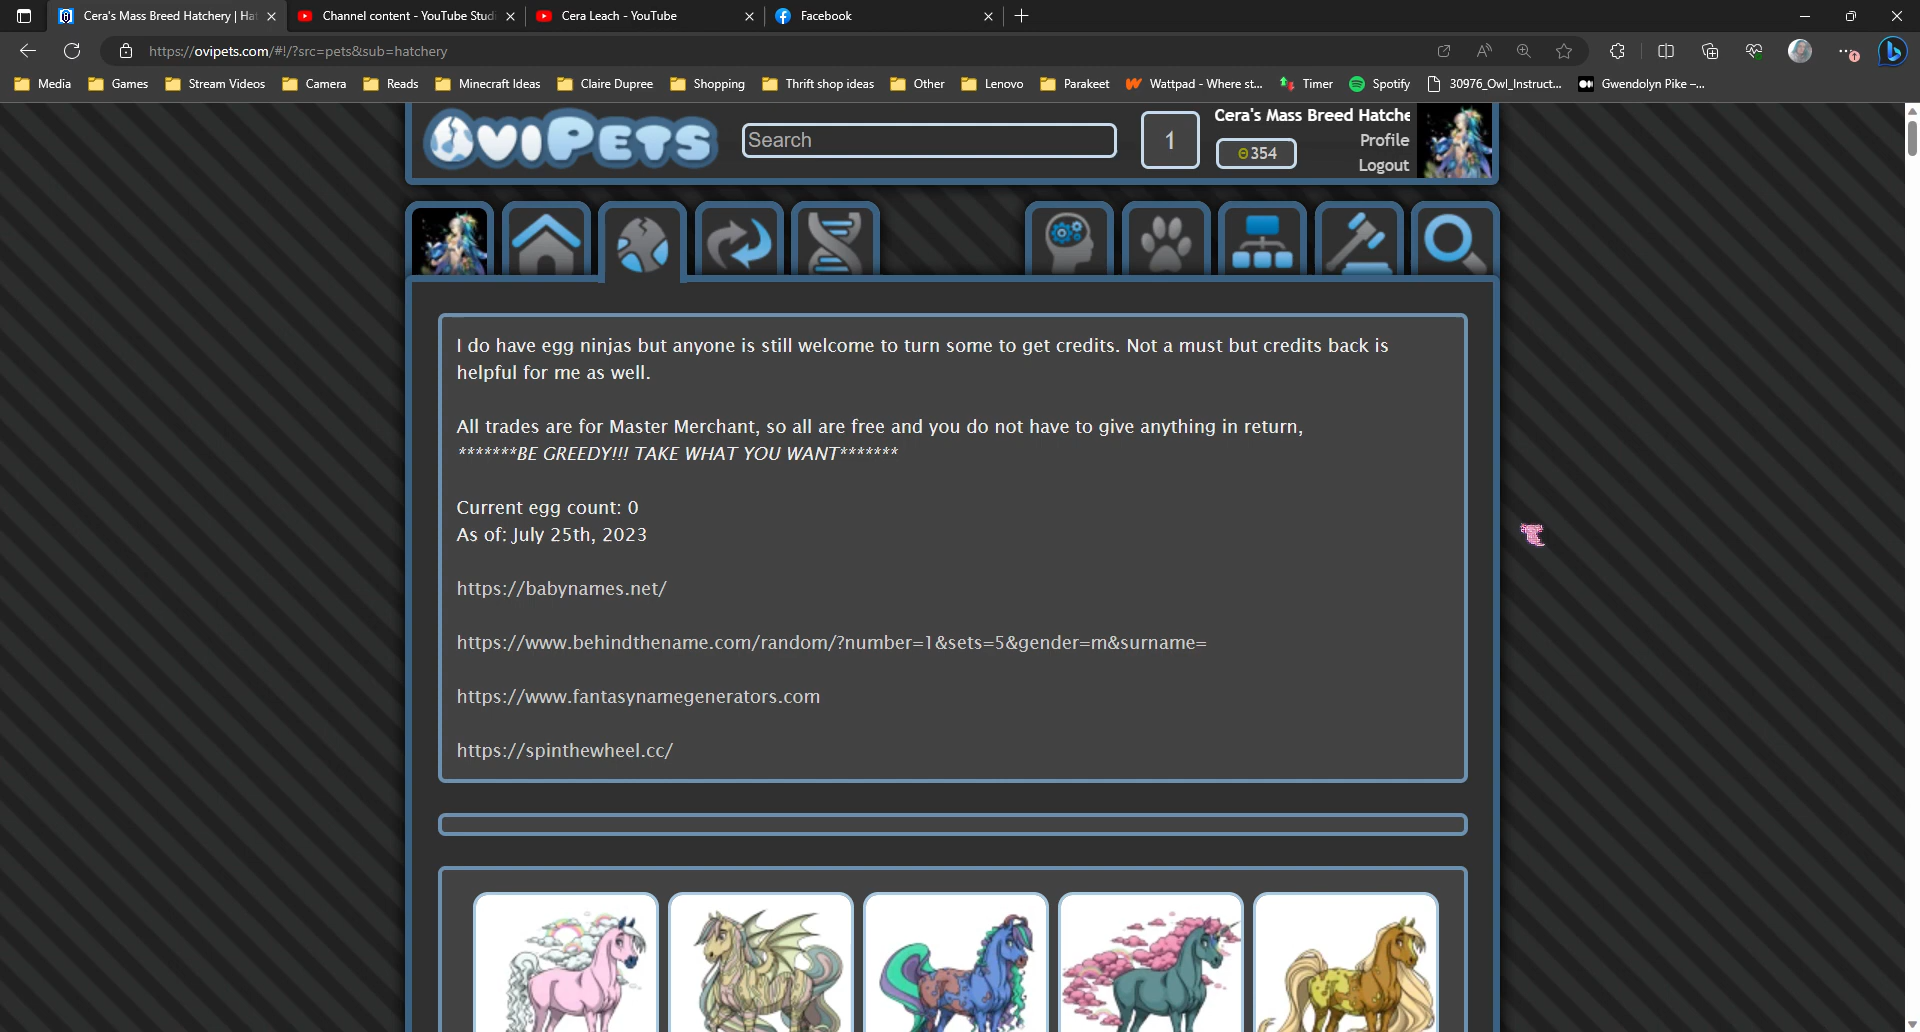 Cera's Mass Breed Hatchery | Ha
Channel content - YouTube Studi
Cera Leach - YouTube
Facebook
https://ovipets.com/#!/?src=pets&sub=hatchery
Media
Games
Stream Videos
Camera
Reads
Minecraft Ideas
Claire Dupree
Shopping
Thrift shop ideas
Other
Lenovo
Parakeet
Wattpad - Where st...
Timer
Spotify
30976_Owl_Instruct...
Gwendolyn Pike –...
OviPets
Search
1
Cera's Mass Breed Hatche
354
Profile
Logout
I do have egg ninjas but anyone is still welcome to turn some to get credits. Not a must but credits back is
helpful for me as well.
All trades are for Master Merchant, so all are free and you do not have to give anything in return,
*******BE GREEDY!!! TAKE WHAT YOU WANT*******
Current egg count: 0
As of: July 25th, 2023
https://babynames.net/
https://www.behindthename.com/random/?number=1&sets=5&gender=m&surname=
https://www.fantasynamegenerators.com
https://spinthewheel.cc/